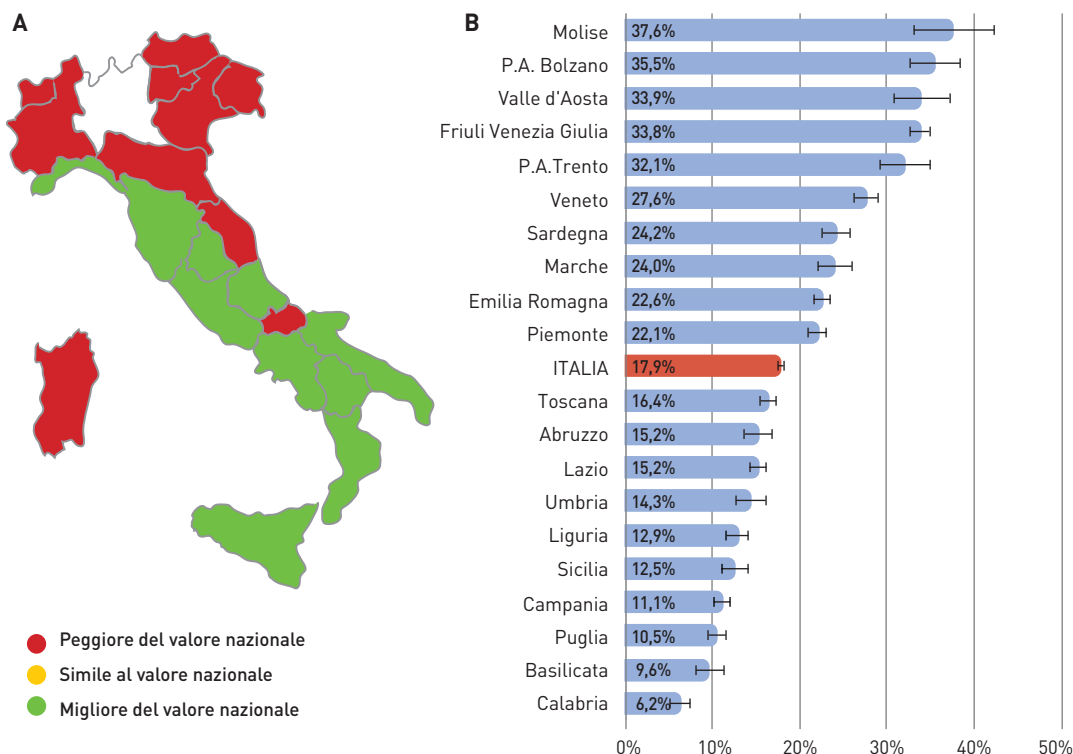 A
Peggiore del valore nazionale
Simile al valore nazionale
Migliore del valore nazionale
B
Molise 37,6%
P.A. Bolzano 35,5%
Valle d'Aosta 33,9%
Friuli Venezia Giulia 33,8%
P.A.Trento 32,1%
Veneto 27,6%
Sardegna 24,2%
Marche 24,0%
Emilia Romagna 22,6%
Piemonte 22,1%
ITALIA 17,9%
Toscana 16,4%
Abruzzo 15,2%
Lazio 15,2%
Umbria 14,3%
Liguria 12,9%
Sicilia 12,5%
Campania 11,1%
Puglia 10,5%
Basilicata 9,6%
Calabria 6,2%
0% 10% 20% 30% 40% 50%